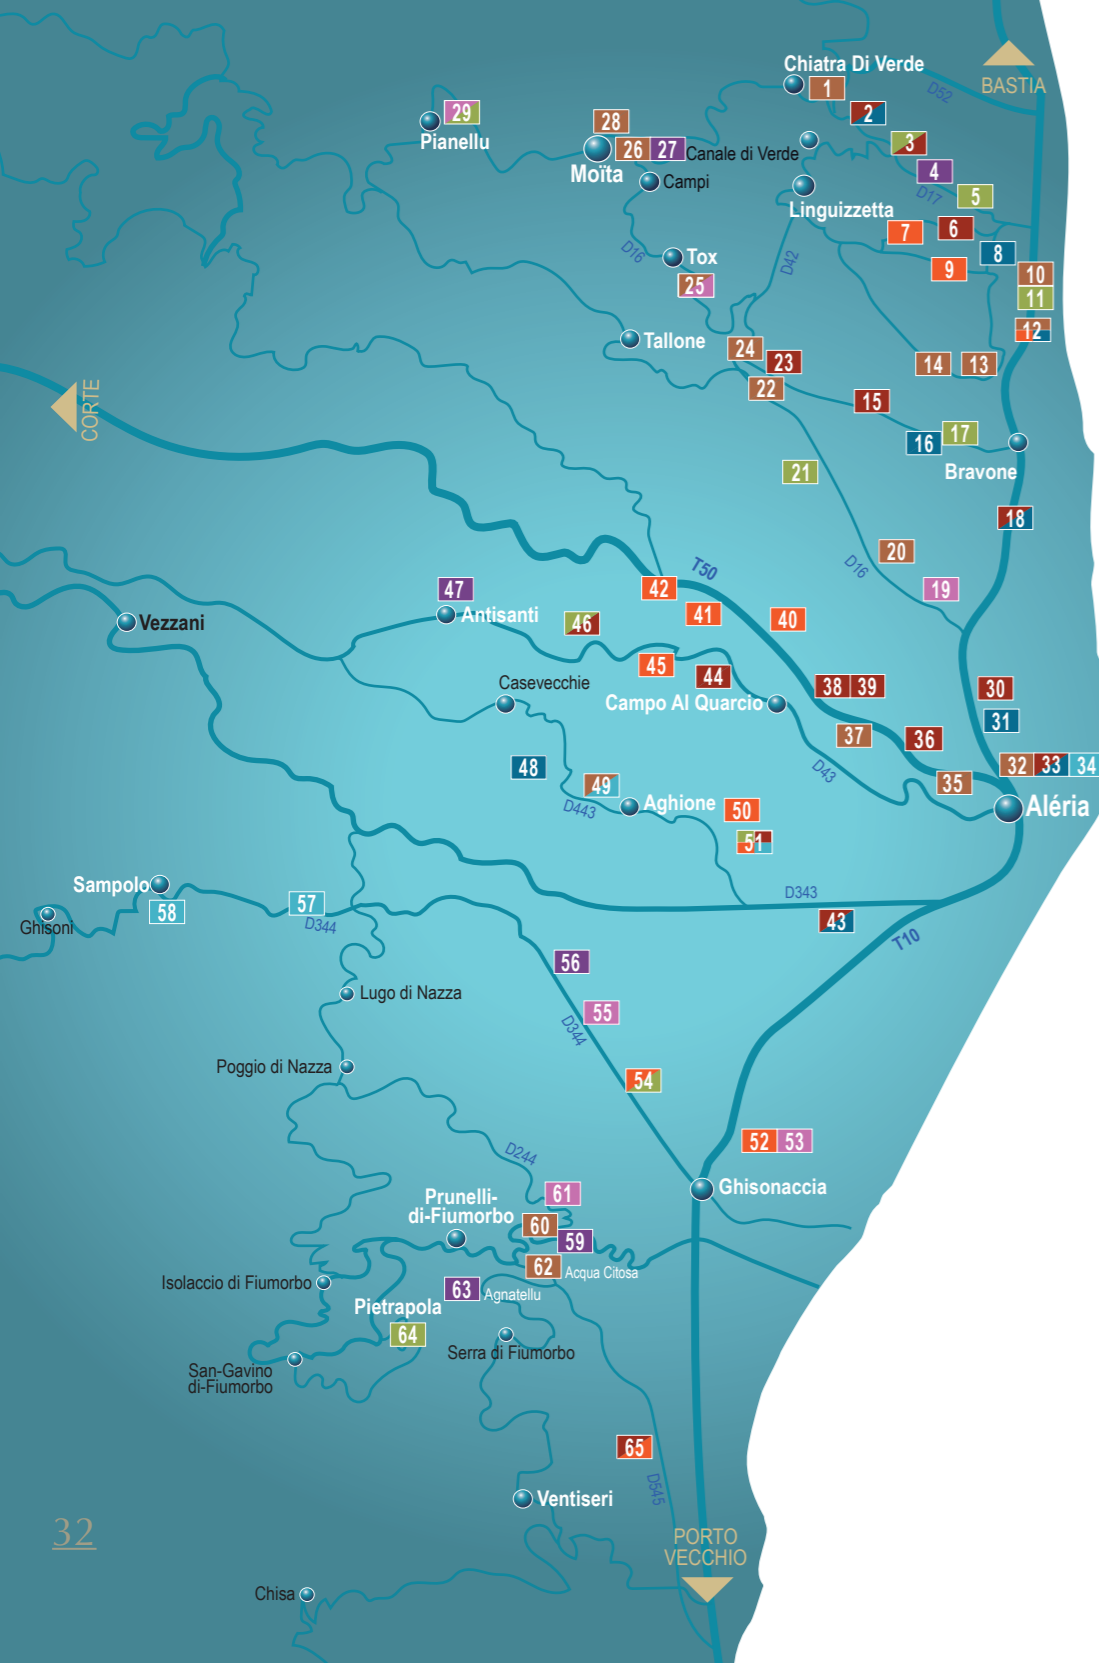 Chiatra Di Verde
1
BASTIA
D52
2
29
Pianellu
28
26 27
Canale di Verde
3
Moïta
Campi
4
D17
5
Linguizzetta
7
6
D16
Tox
D42
8
9
10
25
11
12
Tallone
24
23
14
13
22
15
CORTE
16
17
21
Bravone
18
20
T50
D16
47
42
19
Antisanti
41
40
Vezzani
46
45
44
Casevecchie
38 39
30
Campo Al Quarcio
31
37
36
48
D43
32 33 34
49
35
D443
Aghione
50
Aléria
51
Sampolo
D343
58
57
43
Ghisoni
D344
T10
56
Lugo di Nazza
55
D344
Poggio di Nazza
54
52 53
D244
Ghisonaccia
61
Prunelli-
di-Fiumorbo
60
59
62
Acqua Citosa
Isolaccio di Fiumorbo
63
Agnatellu
Pietrapola
64
Serra di Fiumorbo
San-Gavino
di-Fiumorbo
65
D545
Ventiseri
32
PORTO
VECCHIO
Chisa